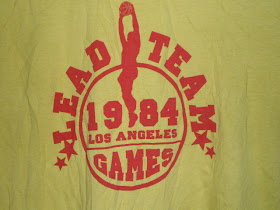 LEAD TEAM
1984
LOS ANGELES
GAMES